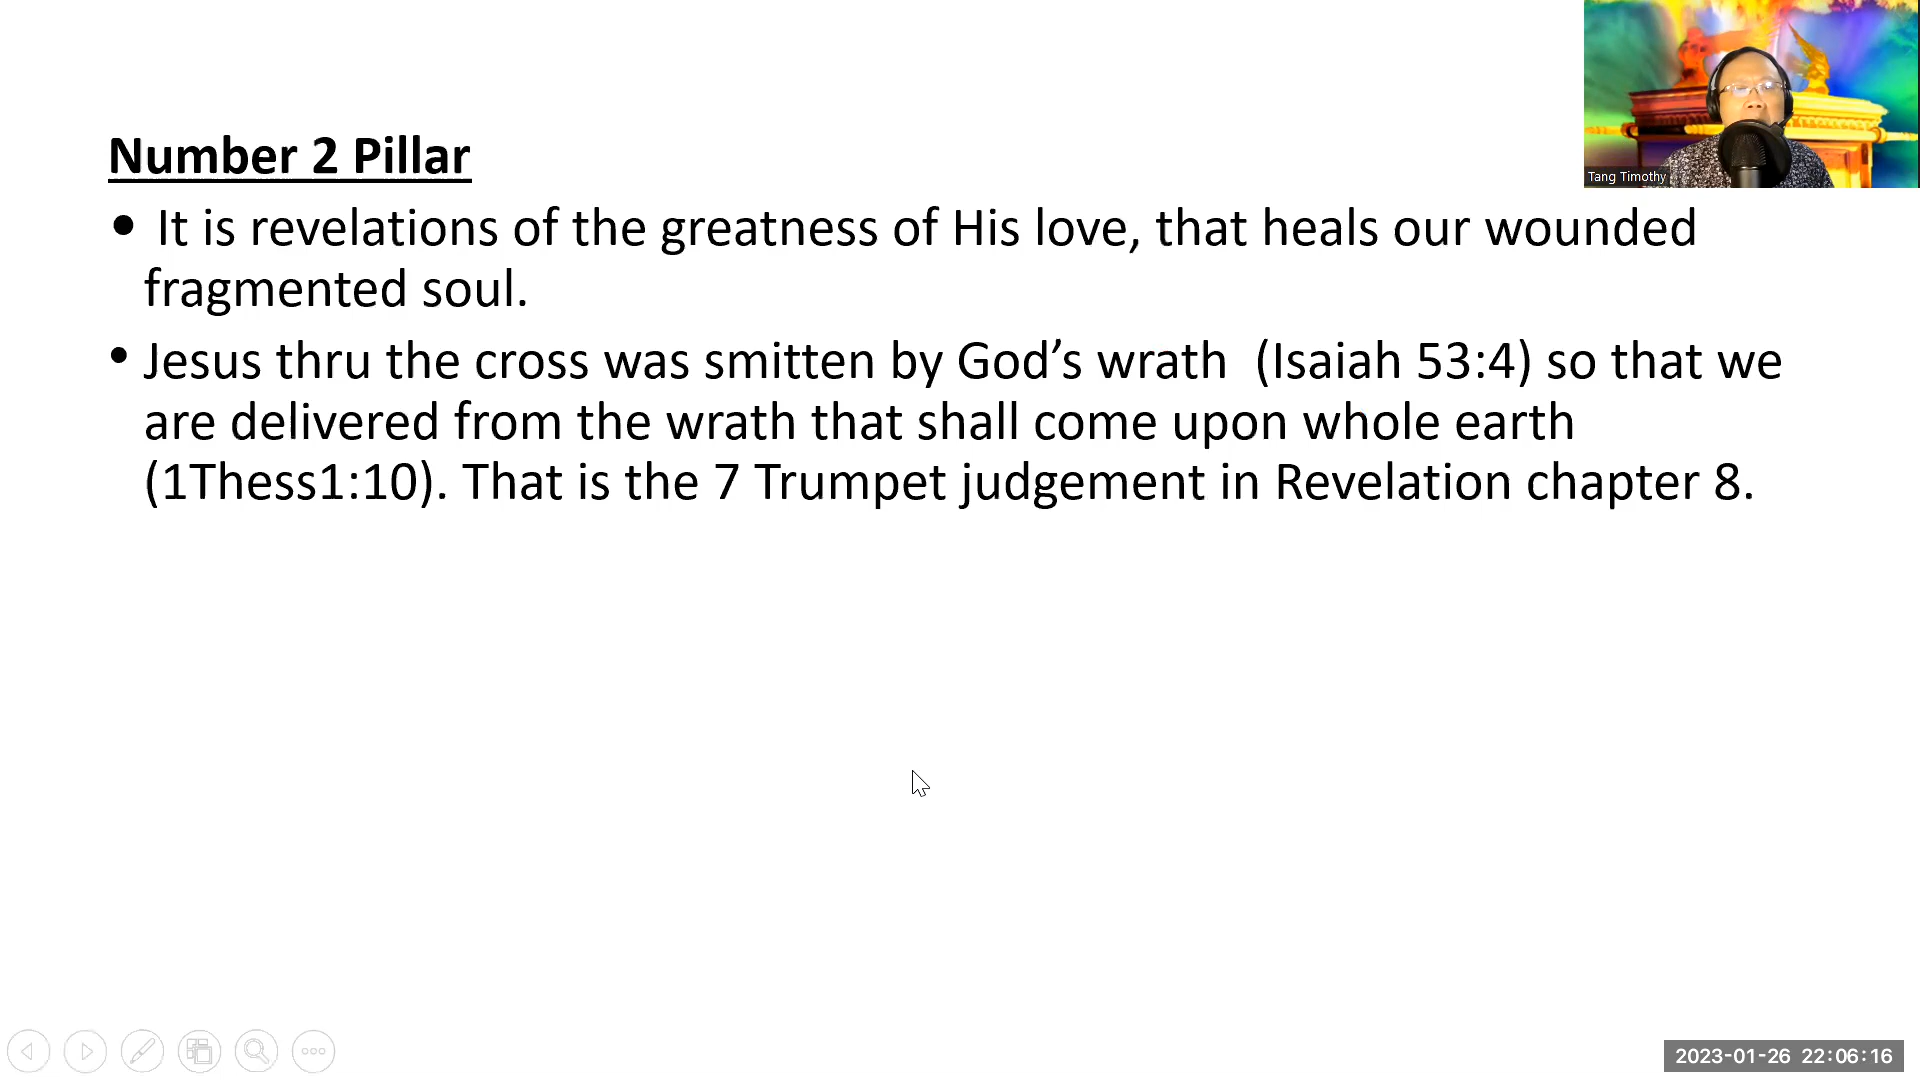 Tang Timothy
Number 2 Pillar
• It is revelations of the greatness of His love, that heals our wounded
fragmented soul.
• Jesus thru the cross was smitten by God’s wrath  (Isaiah 53:4) so that we
are delivered from the wrath that shall come upon whole earth
(1Thess1:10). That is the 7 Trumpet judgement in Revelation chapter 8.
2023-01-26 22:06:16